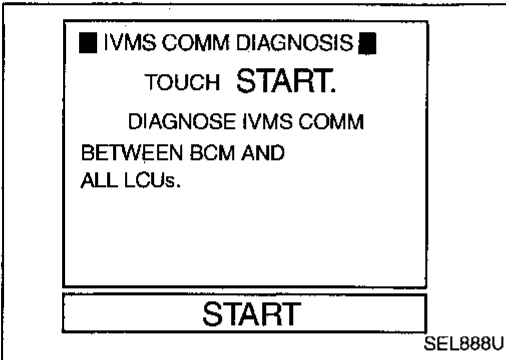 ■ IVMS COMM DIAGNOSIS ■
TOUCH START.
DIAGNOSE IVMS COMM
BETWEEN BCM AND
ALL LCUs.
START
SEL888U